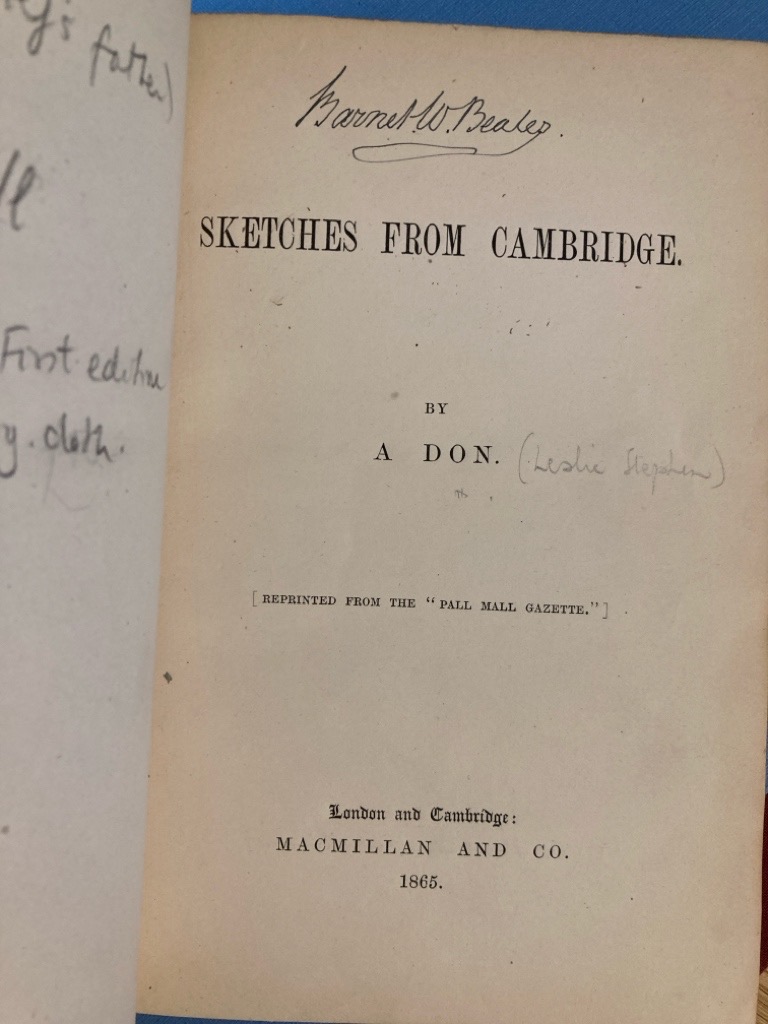 father)
First edition
cloth.
Barnet W. Beales.
SKETCHES FROM CAMBRIDGE.
BY
A DON. (Leslie Stephen)
[REPRINTED FROM THE “PALL MALL GAZETTE.”]
London and Cambridge:
MACMILLAN AND CO.
1865.